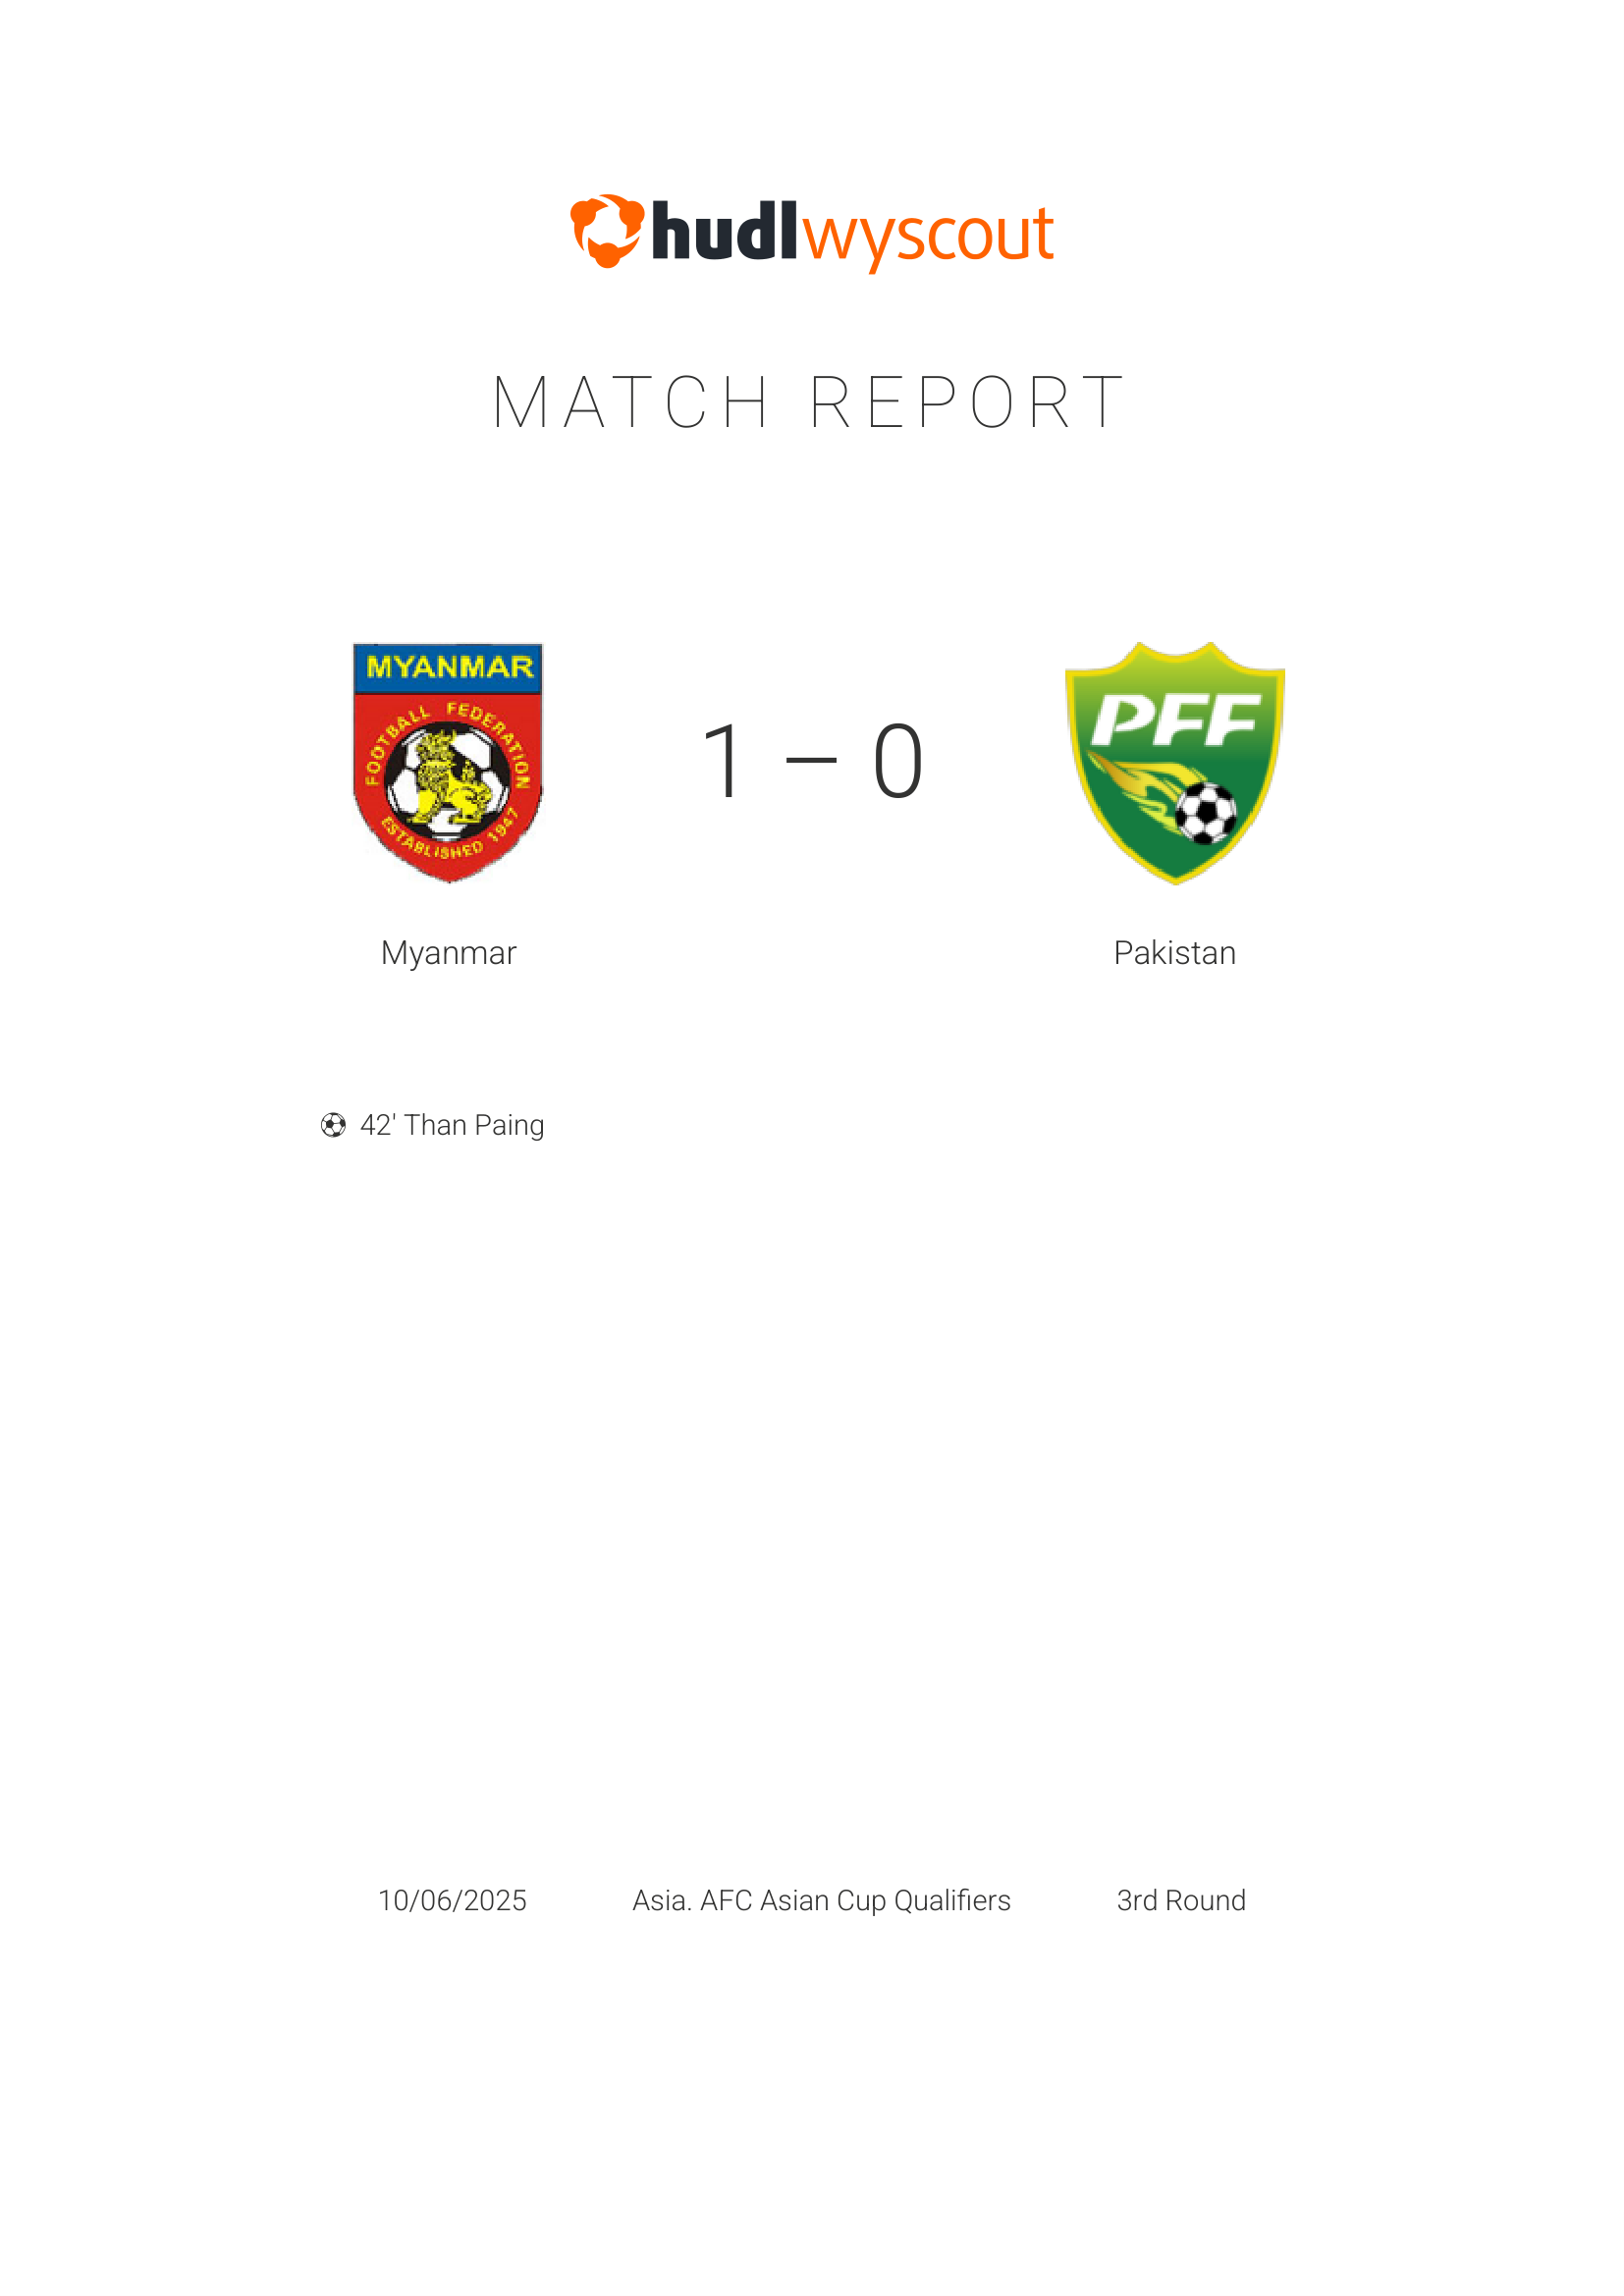 hudlwyscout
MATCH REPORT
MYANMAR
FOOTBALL FEDERATION
ESTABLISHED 1947
1 – 0
PFF
Myanmar
Pakistan
42' Than Paing
10/06/2025
Asia. AFC Asian Cup Qualifiers
3rd Round